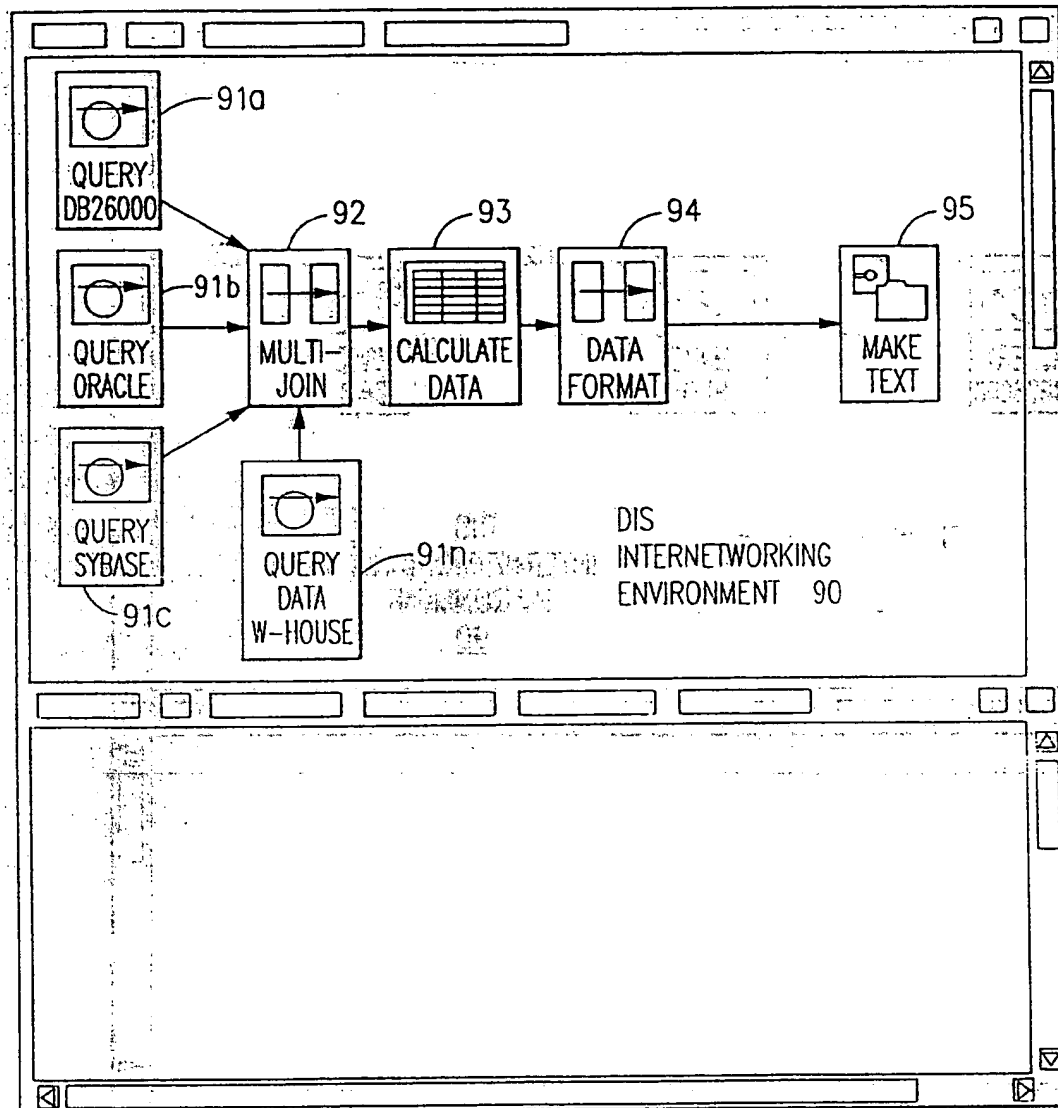 91a
QUERY
DB26000
91b
QUERY
ORACLE
QUERY
SYBASE
91c
92
MULTI-
JOIN
93
CALCULATE
DATA
94
DATA
FORMAT
95
MAKE
TEXT
QUERY
DATA
W-HOUSE
91n
DIS
INTERNETWORKING
ENVIRONMENT 90